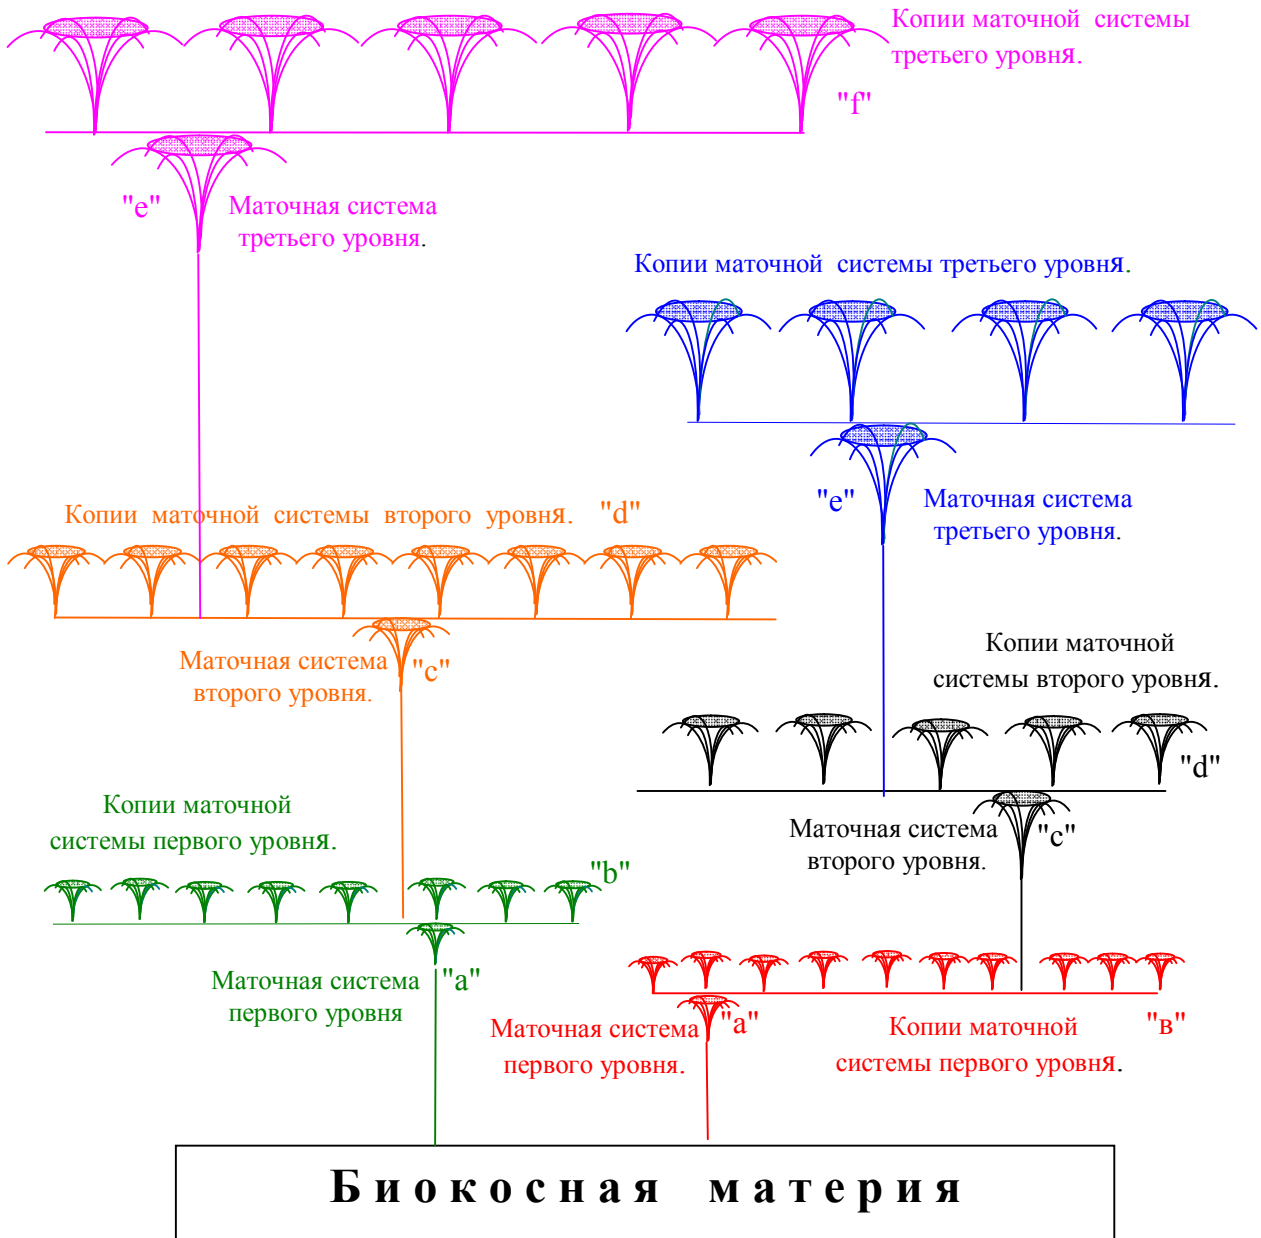 Копии маточной системы
третьего уровня.
"f"
"e"
Маточная система
третьего уровня.
Копии маточной системы третьего уровня.
"e"
Маточная система
третьего уровня.
Копии маточной системы второго уровня. "d"
Маточная система
второго уровня.
"c"
Копии маточной
системы второго уровня.
"d"
Маточная система
второго уровня.
"c"
Копии маточной
системы первого уровня.
"b"
Маточная система
первого уровня
"a"
Маточная система
первого уровня.
"a"
Копии маточной
системы первого уровня.
"в"
Биокосная материя